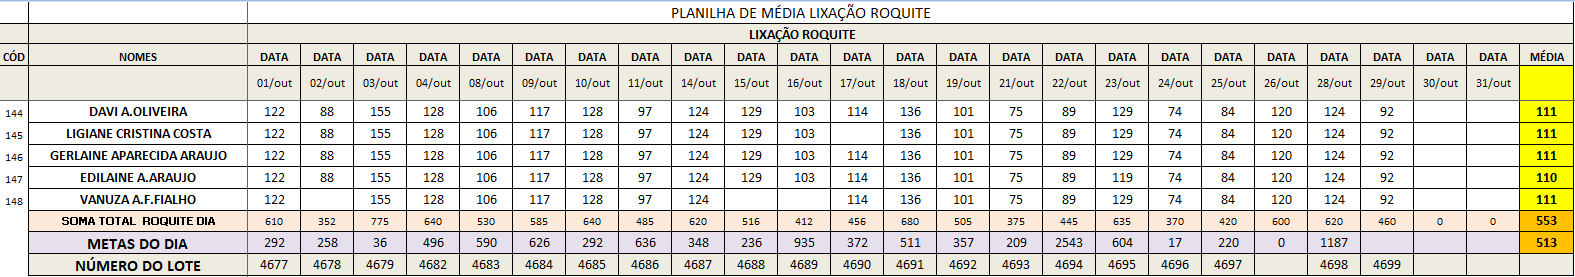 PLANILHA DE MÉDIA LIXAÇÃO ROQUITE
LIXAÇÃO ROQUITE
CÓD NOMES DATA DATA DATA DATA DATA DATA DATA DATA DATA DATA DATA DATA DATA DATA DATA DATA DATA DATA DATA DATA DATA DATA DATA DATA MÉDIA
01/out 02/out 03/out 04/out 08/out 09/out 10/out 11/out 14/out 15/out 16/out 17/out 18/out 19/out 21/out 22/out 23/out 24/out 25/out 26/out 28/out 29/out 30/out 31/out
144 DAVI A.OLIVEIRA 122 88 155 128 106 117 128 97 124 129 103 114 136 101 75 89 129 74 84 120 124 92 111
145 LIGIANE CRISTINA COSTA 122 88 155 128 106 117 128 97 124 129 103 136 101 75 89 129 74 84 120 124 92 111
146 GERLAINE APARECIDA ARAUJO 122 88 155 128 106 117 128 97 124 129 103 114 136 101 75 89 129 74 84 120 124 92 111
147 EDILAINE A.ARAUJO 122 88 155 128 106 117 128 97 124 129 103 114 136 101 75 89 119 74 84 120 124 92 110
148 VANUZA A.F.FIALHO 122 155 128 106 117 128 97 124 114 136 101 75 89 129 74 84 120 124 92 111
SOMA TOTAL ROQUITE DIA 610 352 775 640 530 585 640 485 620 516 412 456 680 505 375 445 635 370 420 600 620 460 0 0 553
METAS DO DIA 292 258 36 496 590 626 292 636 348 236 935 372 511 357 209 2543 604 17 220 0 1187 513
NÚMERO DO LOTE 4677 4678 4679 4682 4683 4684 4685 4686 4687 4688 4689 4690 4691 4692 4693 4694 4695 4696 4697 4698 4699